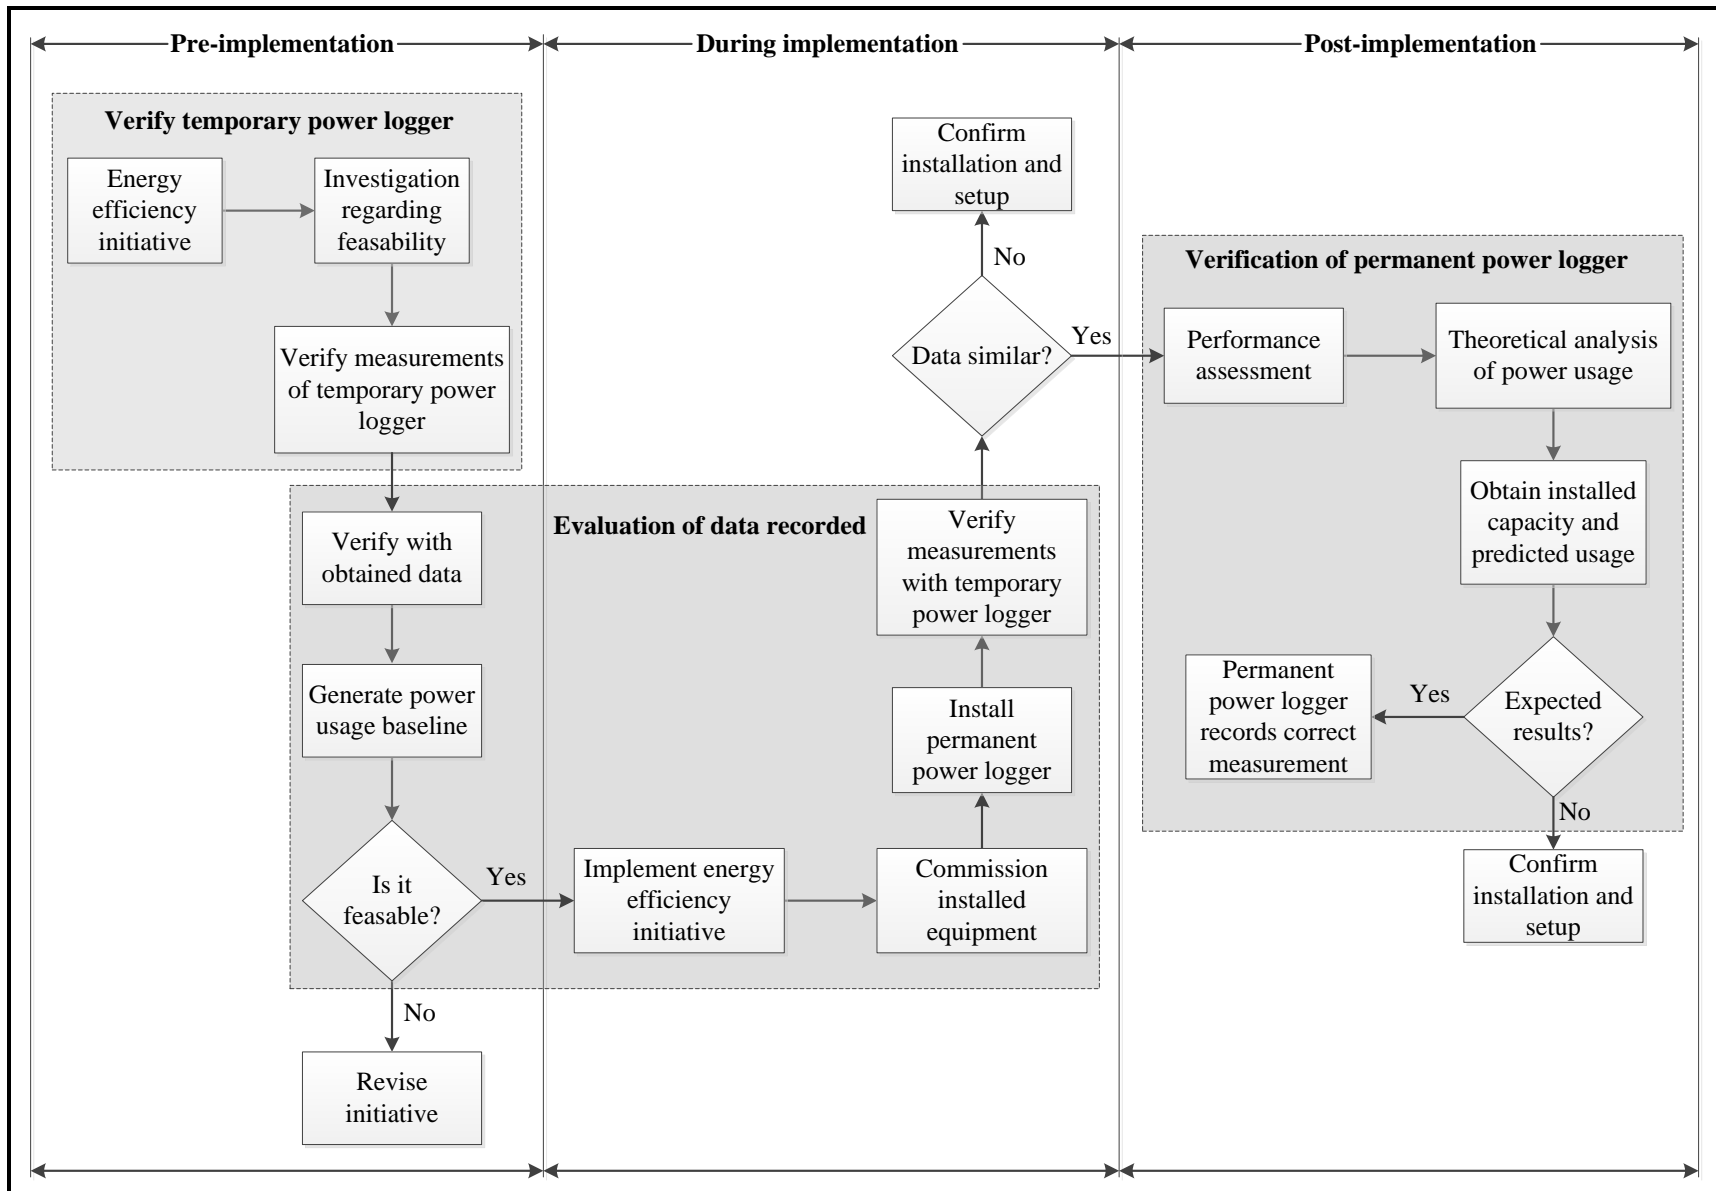 Pre-implementation
During implementation
Post-implementation
Verify temporary power logger
Energy
efficiency
initiative
Investigation
regarding
feasability
Verify measurements
of temporary power
logger
Evaluation of data recorded
Verify with
obtained data
Generate power
usage baseline
Is it
feasable?
Yes
No
Revise
initiative
Implement energy
efficiency
initiative
Commission
installed
equipment
Install
permanent
power logger
Verify
measurements
with temporary
power logger
Data similar?
No
Confirm
installation and
setup
Yes
Verification of permanent power logger
Performance
assessment
Theoretical analysis
of power usage
Obtain installed
capacity and
predicted usage
Expected
results?
Yes
Permanent
power logger
records correct
measurement
No
Confirm
installation and
setup